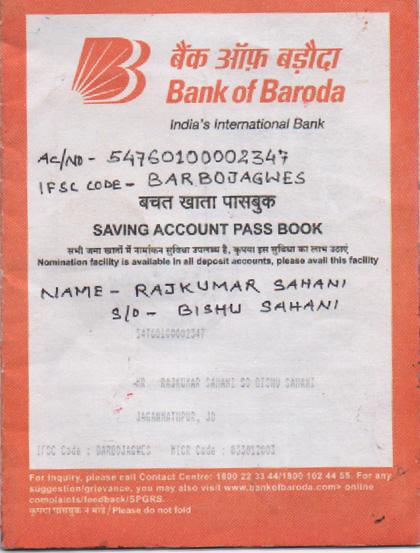 बैंक ऑफ़ बड़ौदा
Bank of Baroda
India's International Bank
AC/NO - 54760100002347
IFSC CODE - BARBOJAGWES
बचत खाता पासबुक
SAVING ACCOUNT PASS BOOK
सभी जमा खातों में नामांकन सुविधा उपलब्ध है, कृपया इस सुविधा का लाभ उठाएं
Nomination facility is available in all deposit accounts, please avail this facility
NAME - RAJKUMAR SAHANI
S/O - BISHU SAHANI
54760100002347
MR RAJKUMAR SAHANI SO BISHU SAHANI
JAGANNATHPUR, JD
IFSC Code : BARBOJAGWES MICR Code :
For inquiry, please call Contact Centre: 1800 22 33 44/1800 102 44 55. For any
suggestion/grievance, you may also visit www.bankofbaroda.com> online
complaints/feedback/SPGRS.
कृपया पासबुक न मोडे / Please do not fold